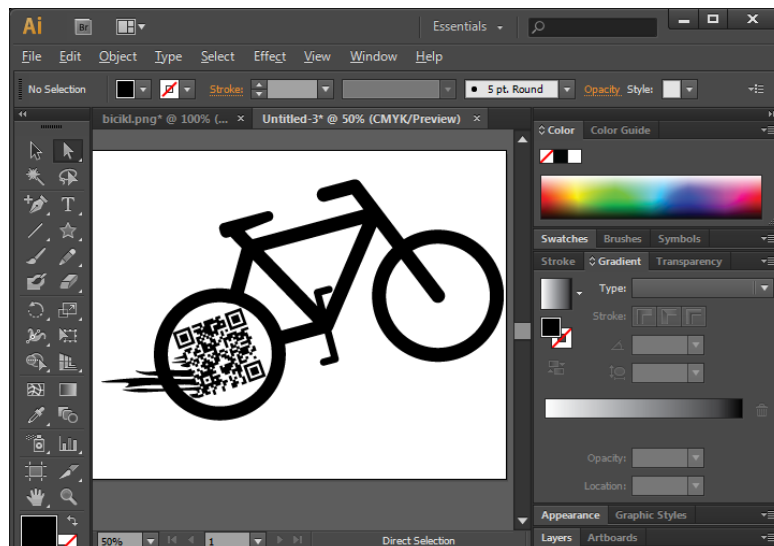 Ai Br Essentials
File Edit Object Type Select Effect View Window Help
No Selection Stroke: 5 pt. Round Opacity Style:
bicikl.png* @ 100% (... × Untitled-3* @ 50% (CMYK/Preview) ×
Color Color Guide
Swatches Brushes Symbols
Stroke Gradient Transparency
Type:
Stroke:
Opacity:
Location:
Appearance Graphic Styles
Layers Artboards
50% 1 Direct Selection